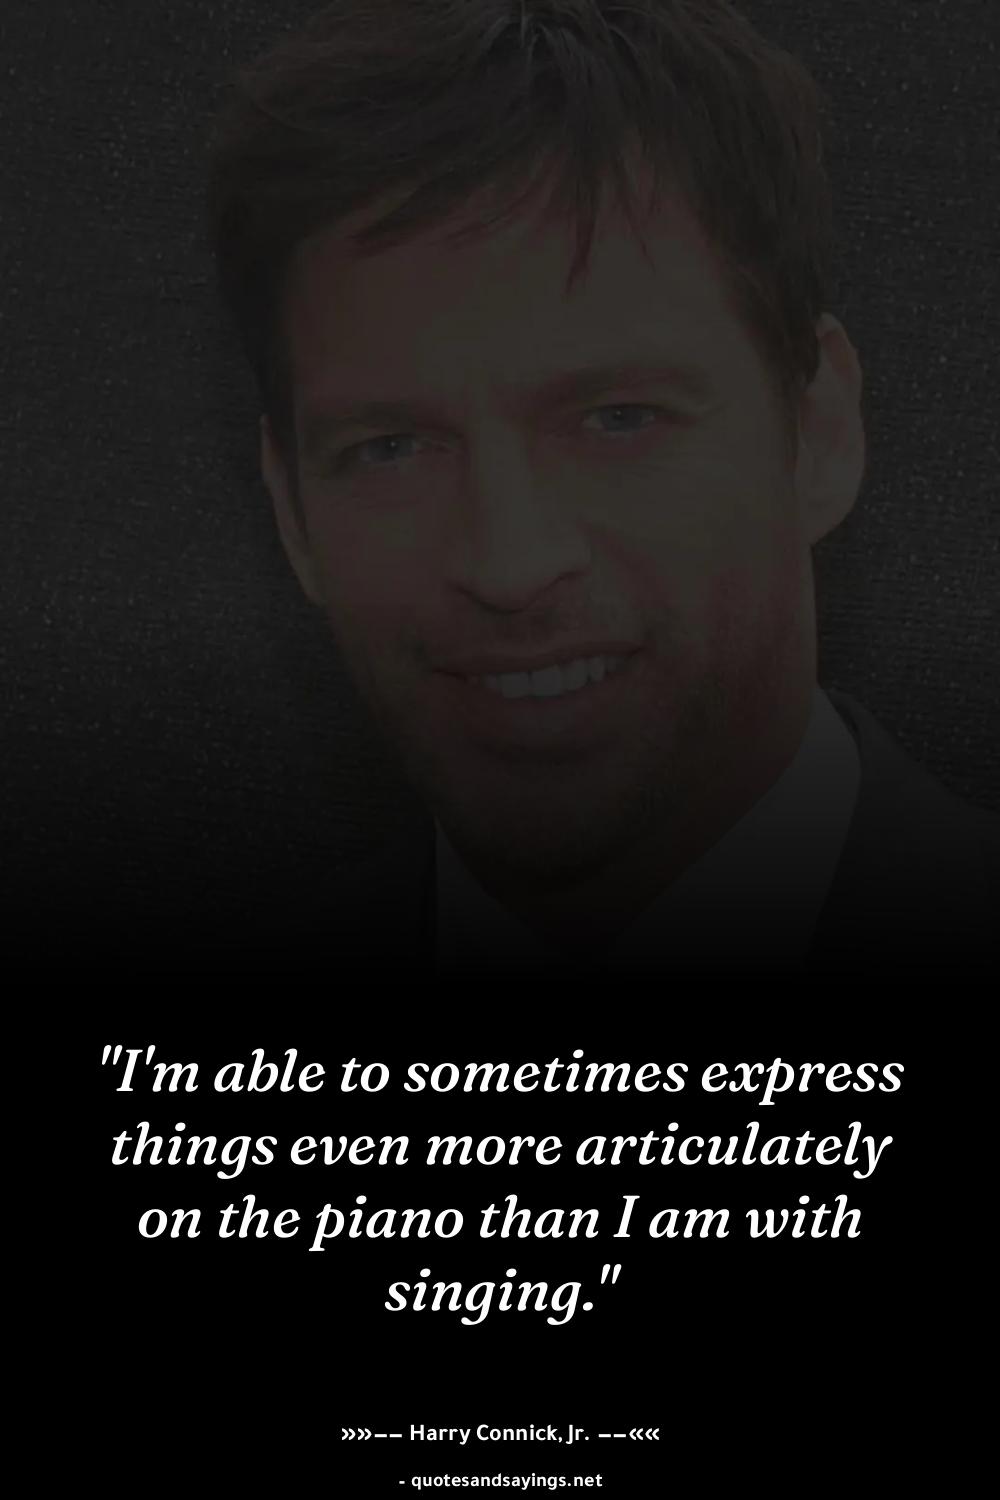 "I'm able to sometimes express
things even more articulately
on the piano than I am with
singing."
»»–– Harry Connick, Jr. ––««
- quotesandsayings.net